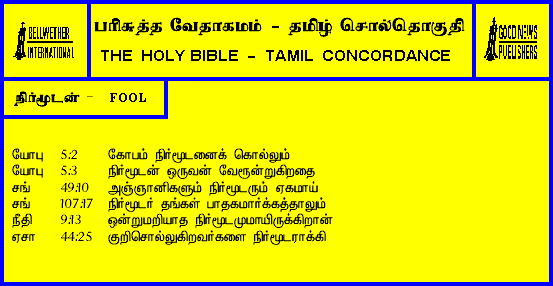 BELLWETHER
INTERNATIONAL
பரிசுத்த வேதாகமம் - தமிழ் சொல்தொகுதி
THE HOLY BIBLE - TAMIL CONCORDANCE
GOOD NEWS
PUBLISHERS
நிர்மூடன் - FOOL
யோபு 5:2 கோபம் நிர்மூடனைக் கொல்லும்
யோபு 5:3 நிர்மூடன் ஒருவன் வேரூன்றுகிறதை
சங் 49:10 அஞ்ஞானிகளும் நிர்மூடரும் ஏகமாய்
சங் 107:17 நிர்மூடர் தங்கள் பாதகமார்க்கத்தாலும்
நீதி 9:13 ஒன்றுமறியாத நிர்மூடமுமாயிருக்கிறான்
ஏசா 44:25 குறிசொல்லுகிறவர்களை நிர்மூடராக்கி